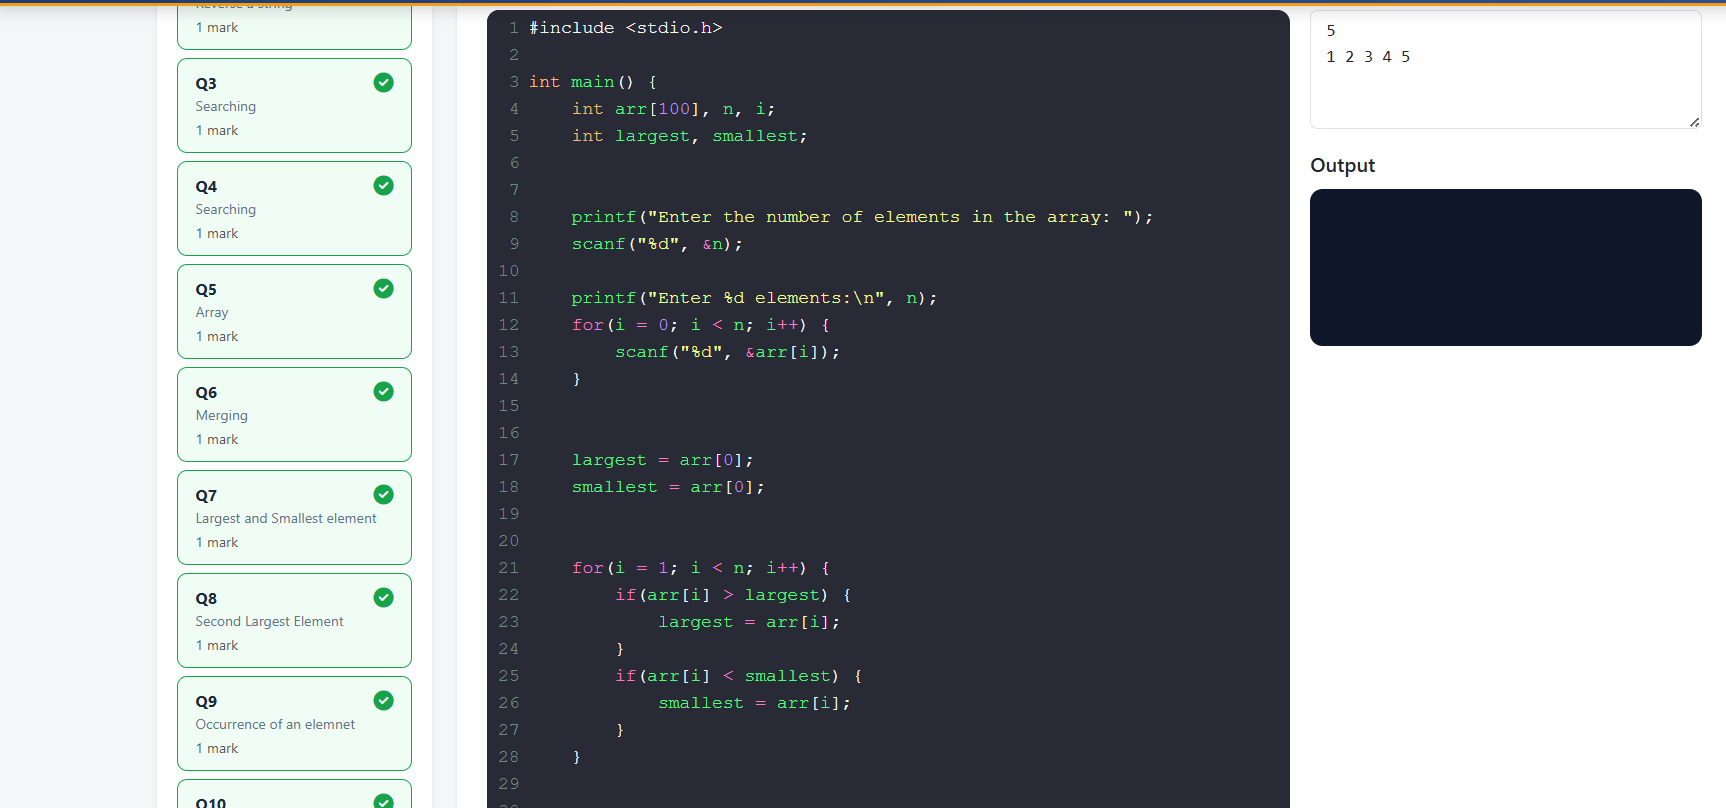 Reverse a string
1 mark
Q3
Searching
1 mark
Q4
Searching
1 mark
Q5
Array
1 mark
Q6
Merging
1 mark
Q7
Largest and Smallest element
1 mark
Q8
Second Largest Element
1 mark
Q9
Occurrence of an elemnet
1 mark
Q10
1 #include <stdio.h>
2
3 int main() {
4     int arr[100], n, i;
5     int largest, smallest;
6
7
8     printf("Enter the number of elements in the array: ");
9     scanf("%d", &n);
10
11     printf("Enter %d elements:\n", n);
12     for(i = 0; i < n; i++) {
13         scanf("%d", &arr[i]);
14     }
15
16
17     largest = arr[0];
18     smallest = arr[0];
19
20
21     for(i = 1; i < n; i++) {
22         if(arr[i] > largest) {
23             largest = arr[i];
24         }
25         if(arr[i] < smallest) {
26             smallest = arr[i];
27         }
28     }
29
5
1 2 3 4 5
Output